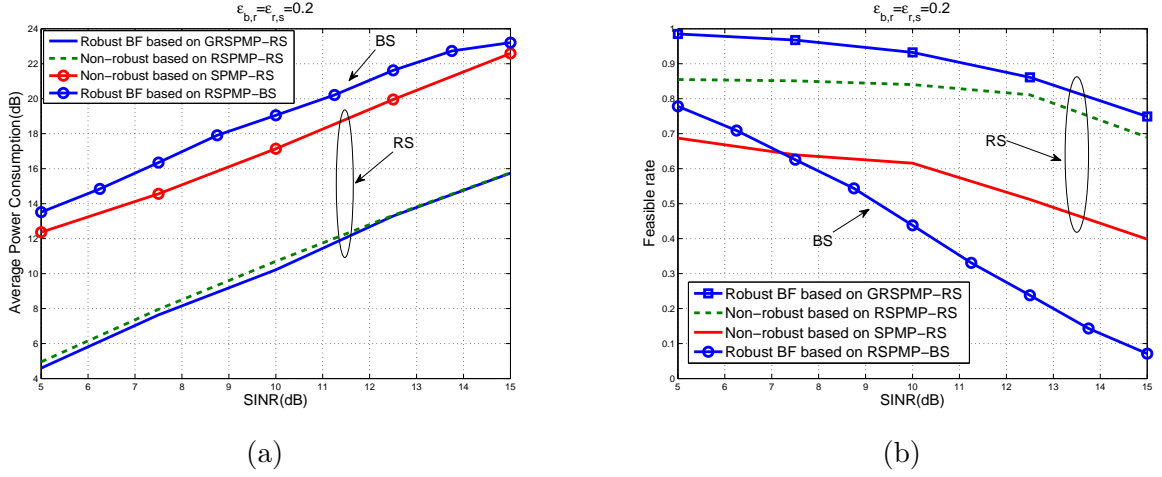 ε_{b,r}=ε_{r,s}=0.2
24
22
20
18
16
14
12
10
8
6
4
Average Power Consumption(dB)
Robust BF based on GRSPMP−RS
Non−robust based on RSPMP−RS
Non−robust based on SPMP−RS
Robust BF based on RSPMP−BS
BS
RS
5 6 7 8 9 10 11 12 13 14 15
SINR(dB)
(a)
ε_{b,r}=ε_{r,s}=0.2
1
0.9
0.8
0.7
0.6
0.5
0.4
0.3
0.2
0.1
0
Feasible rate
RS
BS
Robust BF based on GRSPMP−RS
Non−robust based on RSPMP−RS
Non−robust based on SPMP−RS
Robust BF based on RSPMP−BS
5 6 7 8 9 10 11 12 13 14 15
SINR(dB)
(b)